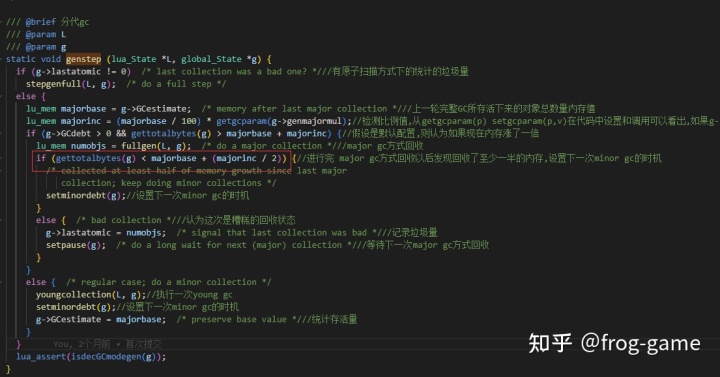 /// @brief 分代gc
/// @param L
/// @param g
static void genstep (lua_State *L, global_State *g) {
if (g->lastatomic != 0) /* last collection was a bad one? *///有原子扫描方式下的统计的垃圾量
stepgenfull(L, g); /* do a full step */
else {
lu_mem majorbase = g->GCestimate; /* memory after last major collection *///上一轮完整GC所存活下来的对象总数量内存值
lu_mem majorinc = (majorbase / 100) * getgcparam(g->genmajormul);//检测比例值,从getgcparam(p) setgcparam(p,v)在代码中设置和调用可以看出,如果g-
if (g->GCdebt > 0 && gettotalbytes(g) > majorbase + majorinc) {//假设是默认配置,则认为如果现在内存涨了一倍
lu_mem numobjs = fullgen(L, g); /* do a major collection *///major gc方式回收
if (gettotalbytes(g) < majorbase + (majorinc / 2)) {//进行完 major gc方式回收以后发现回收了至少一半的内存,设置下一次minor gc的时机
/* collected at least half of memory growth since last major
collection; keep doing minor collections */
setminordebt(g);//设置下一次minor gc的时机
}
else { /* bad collection *///认为这次是槽糕的回收状态
g->lastatomic = numobjs; /* signal that last collection was bad *///记录垃圾量
setpause(g); /* do a long wait for next (major) collection *///等待下一次major gc方式回收
}
}
else { /* regular case; do a minor collection */
youngcollection(L, g);//执行一次young gc
setminordebt(g);//设置下一次minor gc的时机
g->GCestimate = majorbase; /* preserve base value *///统计存活量
}
}
You, 2个月前 • 首次提交
lua_assert(isdecGCmodegen(g));
}
知乎 @frog-game